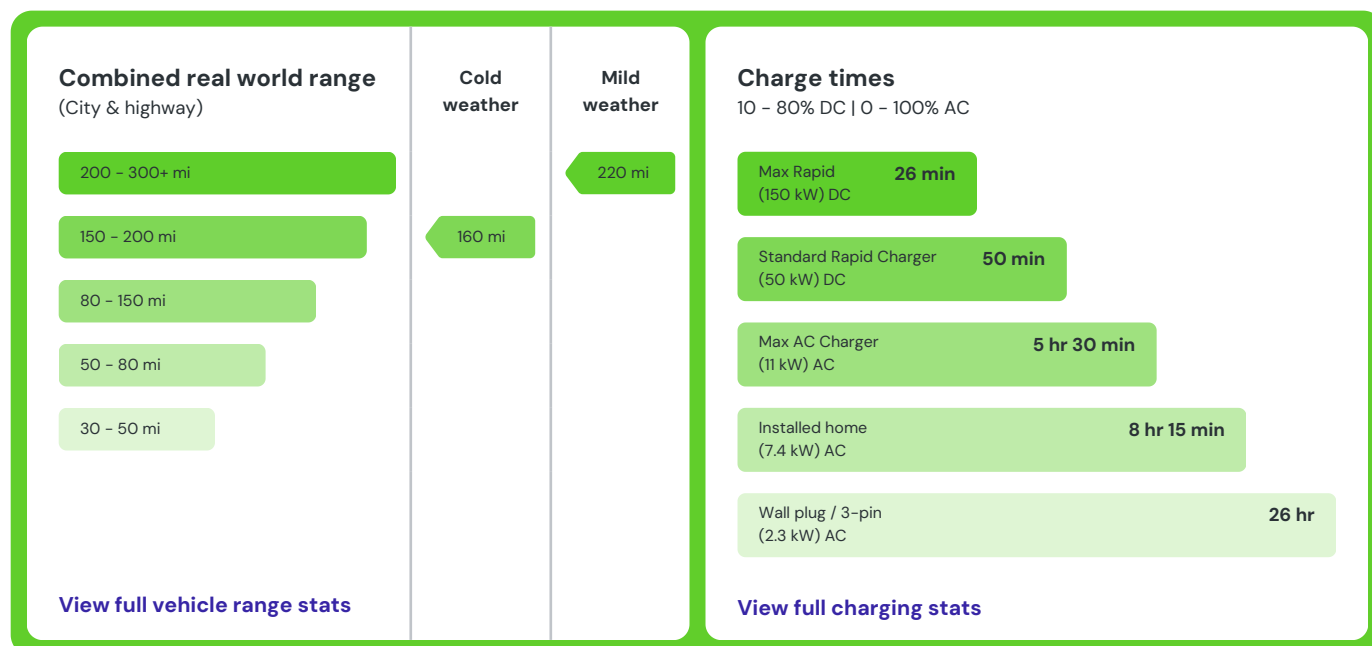 Combined real world range
(City & highway)
Cold
weather
Mild
weather
200 - 300+ mi
220 mi
150 - 200 mi
160 mi
80 - 150 mi
50 - 80 mi
30 - 50 mi
View full vehicle range stats
Charge times
10 - 80% DC | 0 - 100% AC
Max Rapid
(150 kW) DC
26 min
Standard Rapid Charger
(50 kW) DC
50 min
Max AC Charger
(11 kW) AC
5 hr 30 min
Installed home
(7.4 kW) AC
8 hr 15 min
Wall plug / 3-pin
(2.3 kW) AC
26 hr
View full charging stats